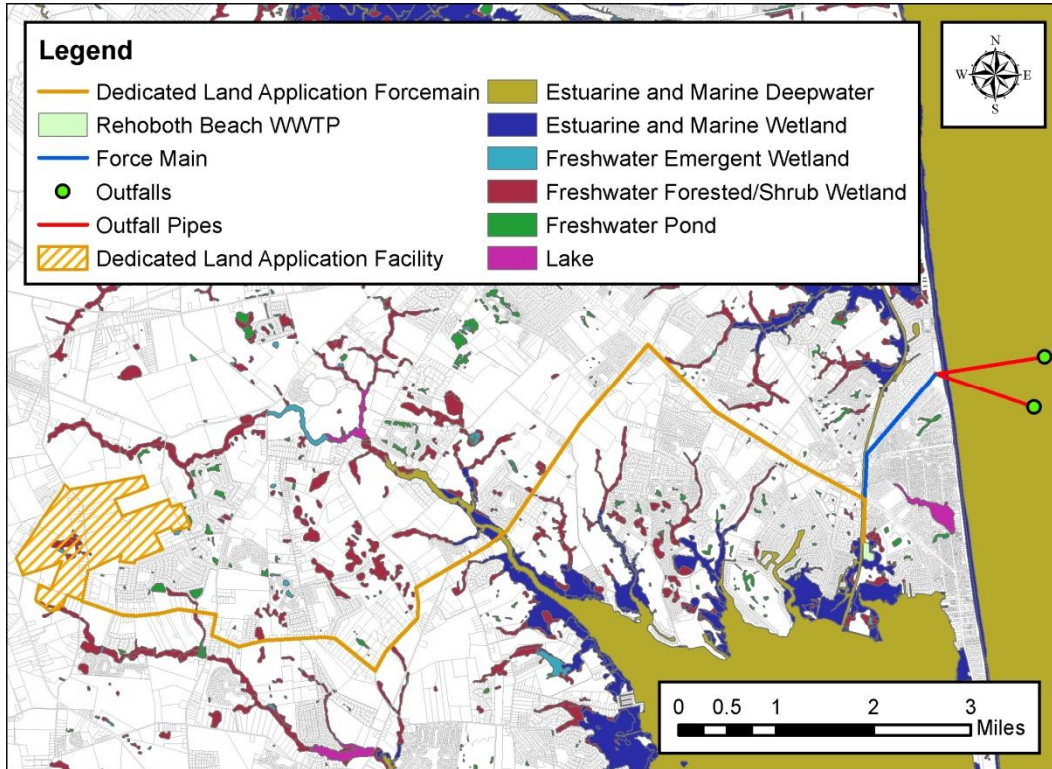 Legend
Dedicated Land Application Forcemain
Rehoboth Beach WWTP
Force Main
Outfalls
Outfall Pipes
Dedicated Land Application Facility
Estuarine and Marine Deepwater
Estuarine and Marine Wetland
Freshwater Emergent Wetland
Freshwater Forested/Shrub Wetland
Freshwater Pond
Lake
N
W E
S
0 0.5 1 2 3
Miles